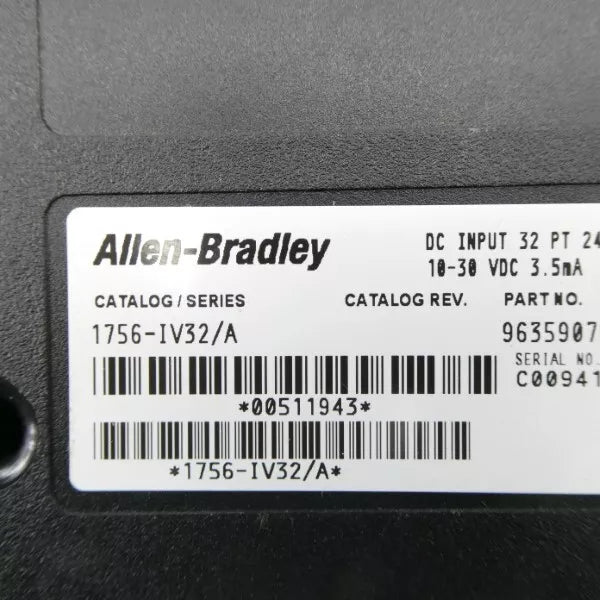 Allen-Bradley
DC INPUT 32 PT 24
10-30 VDC 3.5mA
CATALOG / SERIES CATALOG REV. PART NO.
1756-IV32/A 9635907
SERIAL NO.
C00941
*00511943*
*1756-IV32/A*